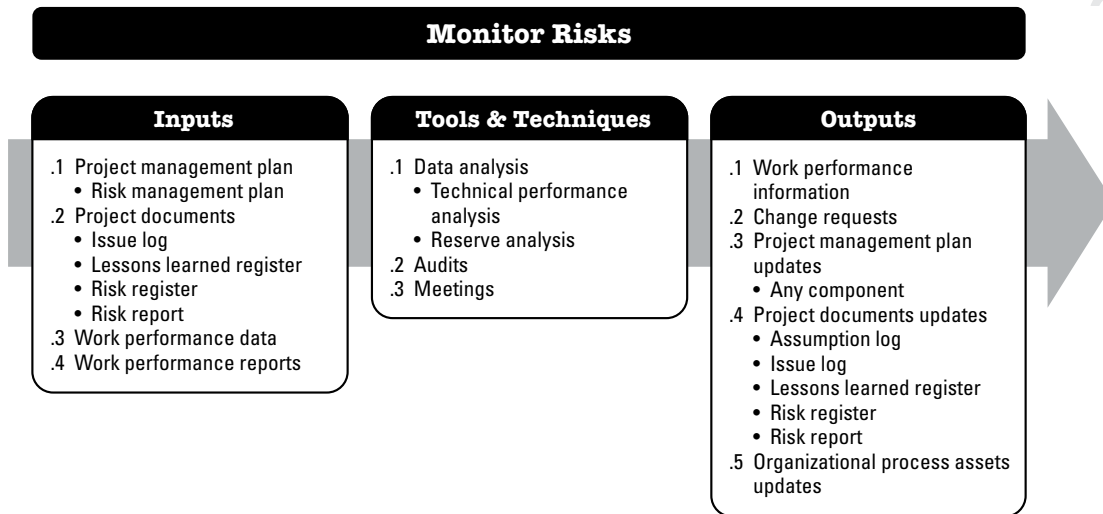 Monitor Risks
Inputs
.1 Project management plan
• Risk management plan
.2 Project documents
• Issue log
• Lessons learned register
• Risk register
• Risk report
.3 Work performance data
.4 Work performance reports
Tools & Techniques
.1 Data analysis
• Technical performance
analysis
• Reserve analysis
.2 Audits
.3 Meetings
Outputs
.1 Work performance
information
.2 Change requests
.3 Project management plan
updates
• Any component
.4 Project documents updates
• Assumption log
• Issue log
• Lessons learned register
• Risk register
• Risk report
.5 Organizational process assets
updates